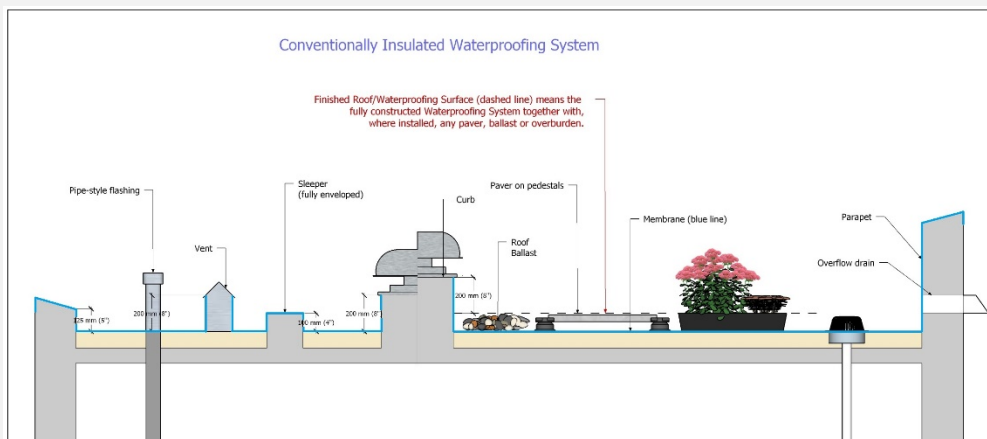 Conventionally Insulated Waterproofing System
Finished Roof/Waterproofing Surface (dashed line) means the
fully constructed Waterproofing System together with,
where installed, any paver, ballast or overburden.
Pipe-style flashing
Sleeper
(fully enveloped)
Curb
Paver on pedestals
Membrane (blue line)
Parapet
Vent
Roof
Ballast
Overflow drain
125 mm (5")
200 mm (8")
100 mm (4")
200 mm (8")
200 mm (8")